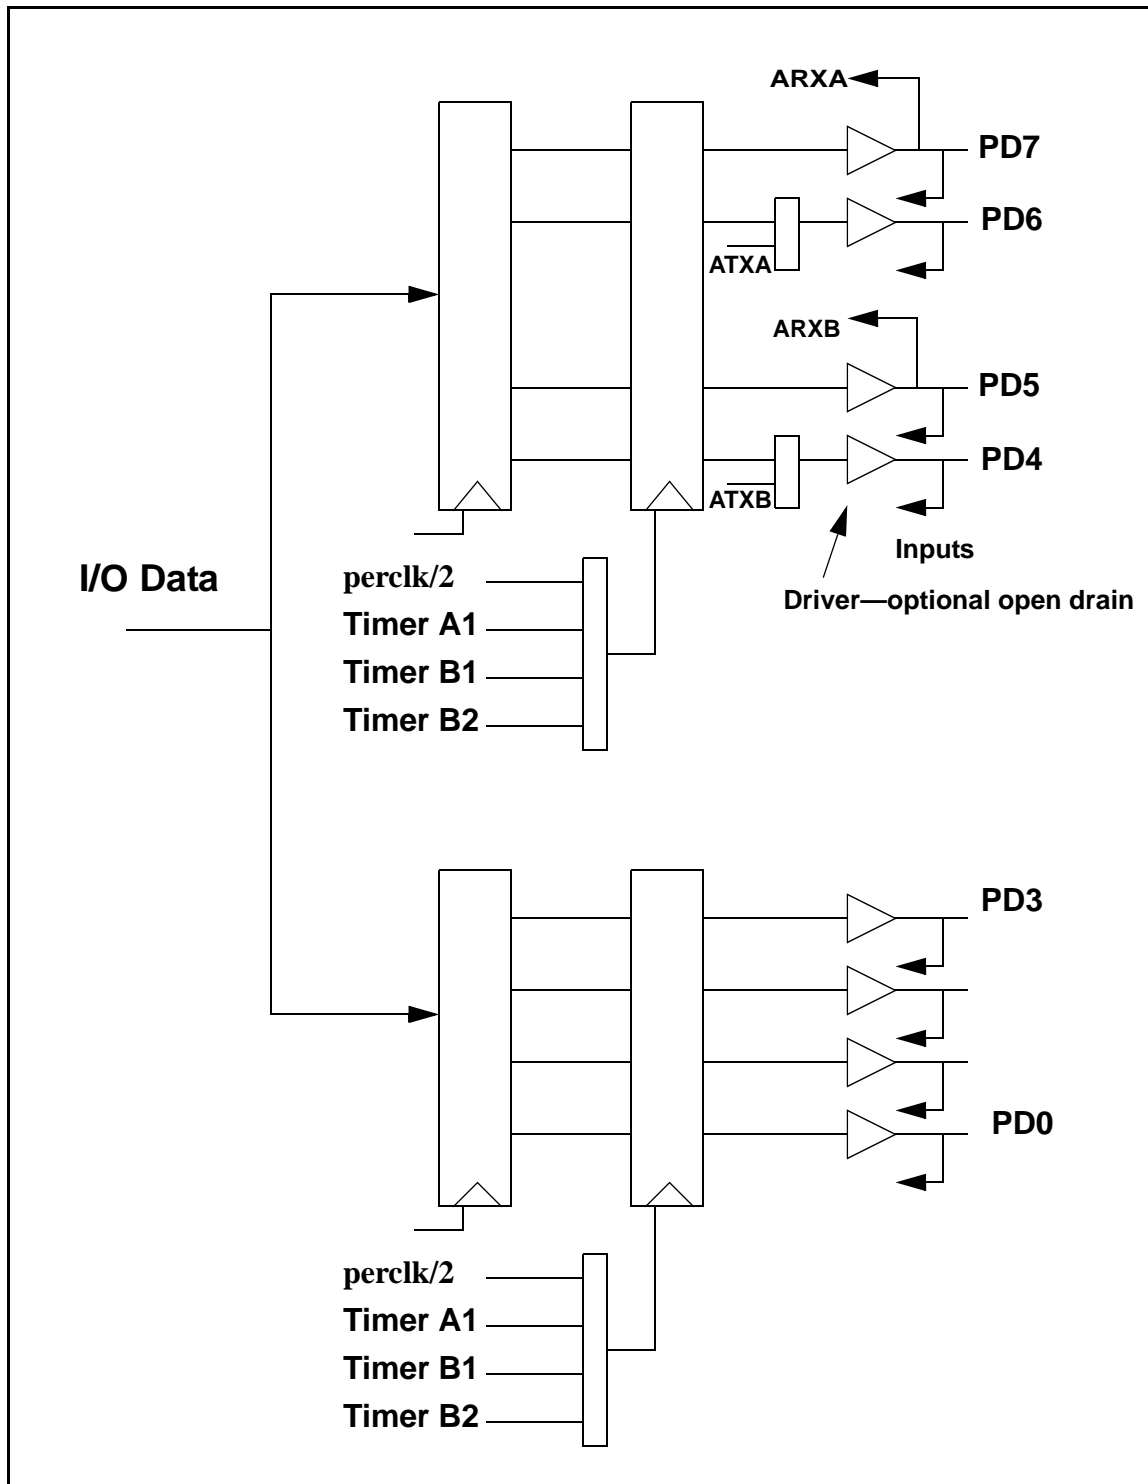 ARXA
PD7
PD6
ATXA
ARXB
PD5
PD4
ATXB
Inputs
I/O Data
perclk/2
Driver—optional open drain
Timer A1
Timer B1
Timer B2
PD3
PD0
perclk/2
Timer A1
Timer B1
Timer B2